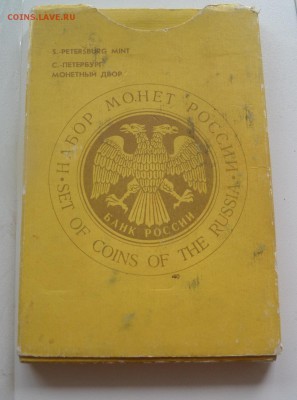 COINS.LAVE.RU
S.-PETERSBURG MINT
С.-ПЕТЕРБУРГ
МОНЕТНЫЙ ДВОР
НАБОР МОНЕТ РОССИИ
SET OF COINS OF THE RUSSIA
БАНК РОССИИ